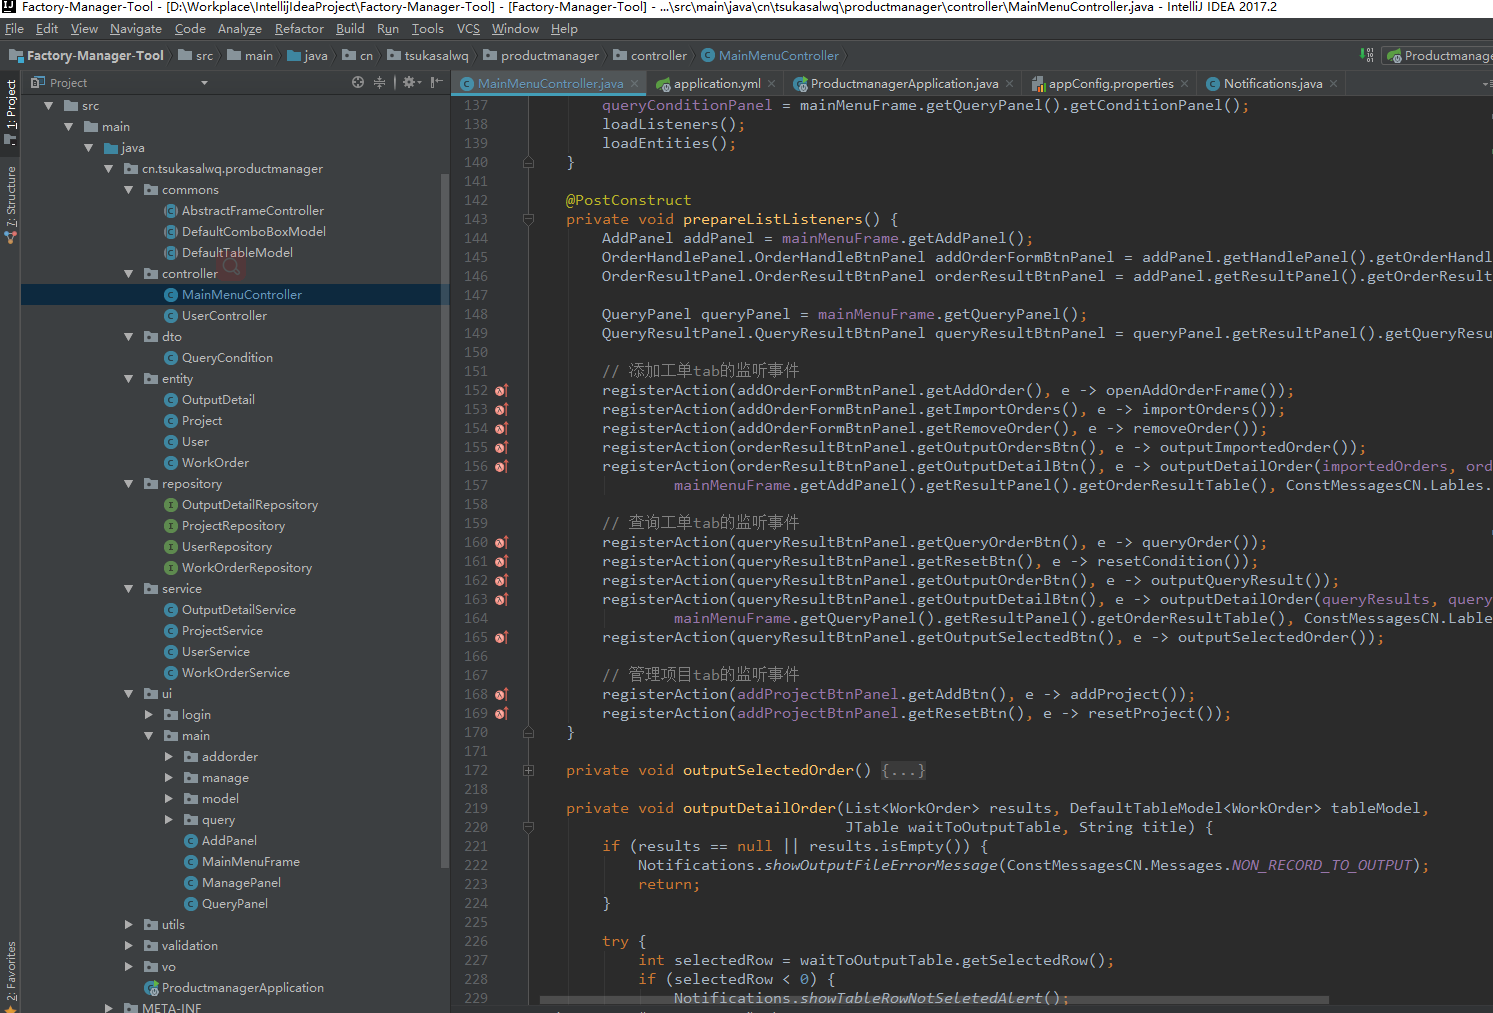 Factory-Manager-Tool - [D:\Workplace\IntellijIdeaProject\Factory-Manager-Tool] - [Factory-Manager-Tool] - ...\src\main\java\cn\tsukasalwq\productmanager\controller\MainMenuController.java - IntelliJ IDEA 2017.2
File Edit View Navigate Code Analyze Refactor Build Run Tools VCS Window Help
Factory-Manager-Tool src main java cn tsukasalwq productmanager controller MainMenuController Productmanage
Project
MainMenuController.java application.yml ProductmanagerApplication.java appConfig.properties Notifications.java
1: Project
7: Structure
2: Favorites
src
main
java
cn.tsukasalwq.productmanager
commons
AbstractFrameController
DefaultComboBoxModel
DefaultTableModel
controller
MainMenuController
UserController
dto
QueryCondition
entity
OutputDetail
Project
User
WorkOrder
repository
OutputDetailRepository
ProjectRepository
UserRepository
WorkOrderRepository
service
OutputDetailService
ProjectService
UserService
WorkOrderService
ui
login
main
addorder
manage
model
query
AddPanel
MainMenuFrame
ManagePanel
QueryPanel
utils
validation
vo
ProductmanagerApplication
META-INF
137 queryConditionPanel = mainMenuFrame.getQueryPanel().getConditionPanel();
138 loadListeners();
139 loadEntities();
140 }
141
142 @PostConstruct
143 private void prepareListListeners() {
144 AddPanel addPanel = mainMenuFrame.getAddPanel();
145 OrderHandlePanel.OrderHandleBtnPanel addOrderFormBtnPanel = addPanel.getHandlePanel().getOrderHandl
146 OrderResultPanel.OrderResultBtnPanel orderResultBtnPanel = addPanel.getResultPanel().getOrderResult
147
148 QueryPanel queryPanel = mainMenuFrame.getQueryPanel();
149 QueryResultPanel.QueryResultBtnPanel queryResultBtnPanel = queryPanel.getResultPanel().getQueryResu
150
151 // 添加工单tab的监听事件
152 registerAction(addOrderFormBtnPanel.getAddOrder(), e -> openAddOrderFrame());
153 registerAction(addOrderFormBtnPanel.getImportOrders(), e -> importOrders());
154 registerAction(addOrderFormBtnPanel.getRemoveOrder(), e -> removeOrder());
155 registerAction(orderResultBtnPanel.getOutputOrdersBtn(), e -> outputImportedOrder());
156 registerAction(orderResultBtnPanel.getOutputDetailBtn(), e -> outputDetailOrder(importedOrders, ord
157 mainMenuFrame.getAddPanel().getResultPanel().getOrderResultTable(), ConstMessagesCN.Lables.
158
159 // 查询工单tab的监听事件
160 registerAction(queryResultBtnPanel.getQueryOrderBtn(), e -> queryOrder());
161 registerAction(queryResultBtnPanel.getResetBtn(), e -> resetCondition());
162 registerAction(queryResultBtnPanel.getOutputOrderBtn(), e -> outputQueryResult());
163 registerAction(queryResultBtnPanel.getOutputDetailBtn(), e -> outputDetailOrder(queryResults, query
164 mainMenuFrame.getQueryPanel().getResultPanel().getOrderResultTable(), ConstMessagesCN.Lable
165 registerAction(queryResultBtnPanel.getOutputSelectedBtn(), e -> outputSelectedOrder());
166
167 // 管理项目tab的监听事件
168 registerAction(addProjectBtnPanel.getAddBtn(), e -> addProject());
169 registerAction(addProjectBtnPanel.getResetBtn(), e -> resetProject());
170 }
171
172 private void outputSelectedOrder() {...}
218
219 private void outputDetailOrder(List<WorkOrder> results, DefaultTableModel<WorkOrder> tableModel,
220 JTable waitToOutputTable, String title) {
221 if (results == null || results.isEmpty()) {
222 Notifications.showOutputFileErrorMessage(ConstMessagesCN.Messages.NON_RECORD_TO_OUTPUT);
223 return;
224 }
225
226 try {
227 int selectedRow = waitToOutputTable.getSelectedRow();
228 if (selectedRow < 0) {
229 Notifications.showTableRowNotSeletedAlert();